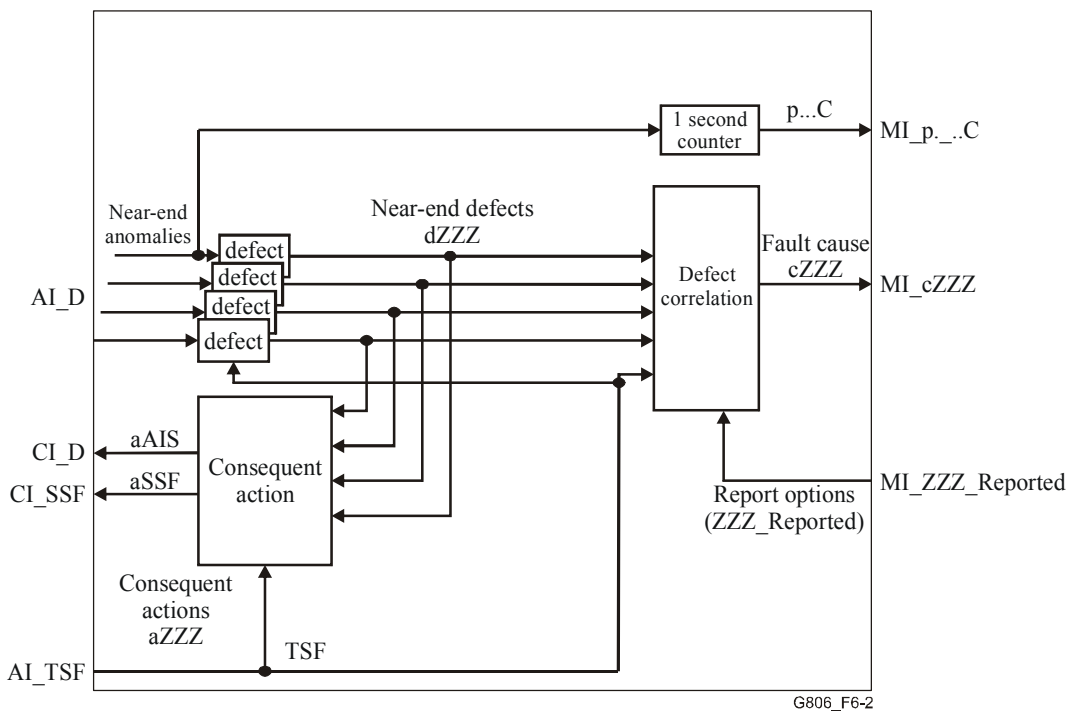 1 second
counter
p...C
MI_p._..C
Near-end
anomalies
Near-end defects
dZZZ
defect
defect
defect
defect
AI_D
Defect
correlation
Fault cause
cZZZ
MI_cZZZ
CI_D
aAIS
CI_SSF
aSSF
Consequent
action
Report options
(ZZZ_Reported)
MI_ZZZ_Reported
Consequent
actions
aZZZ
TSF
AI_TSF
G806_F6-2